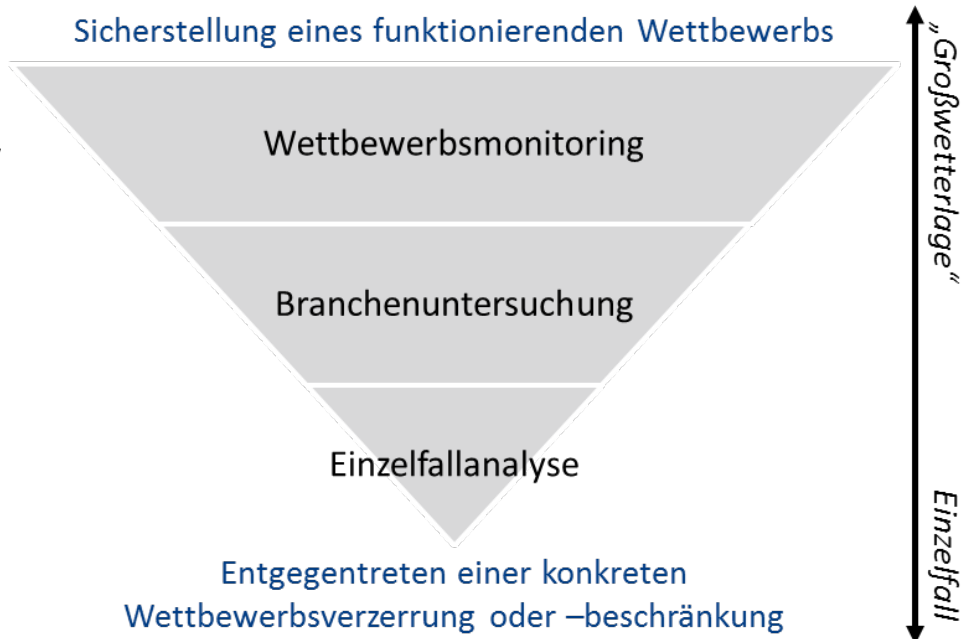 Sicherstellung eines funktionierenden Wettbewerbs
Wettbewerbsmonitoring
Branchenuntersuchung
Einzelfallanalyse
Entgegentreten einer konkreten
Wettbewerbsverzerrung oder –beschränkung
„Großwetterlage“
Einzelfall